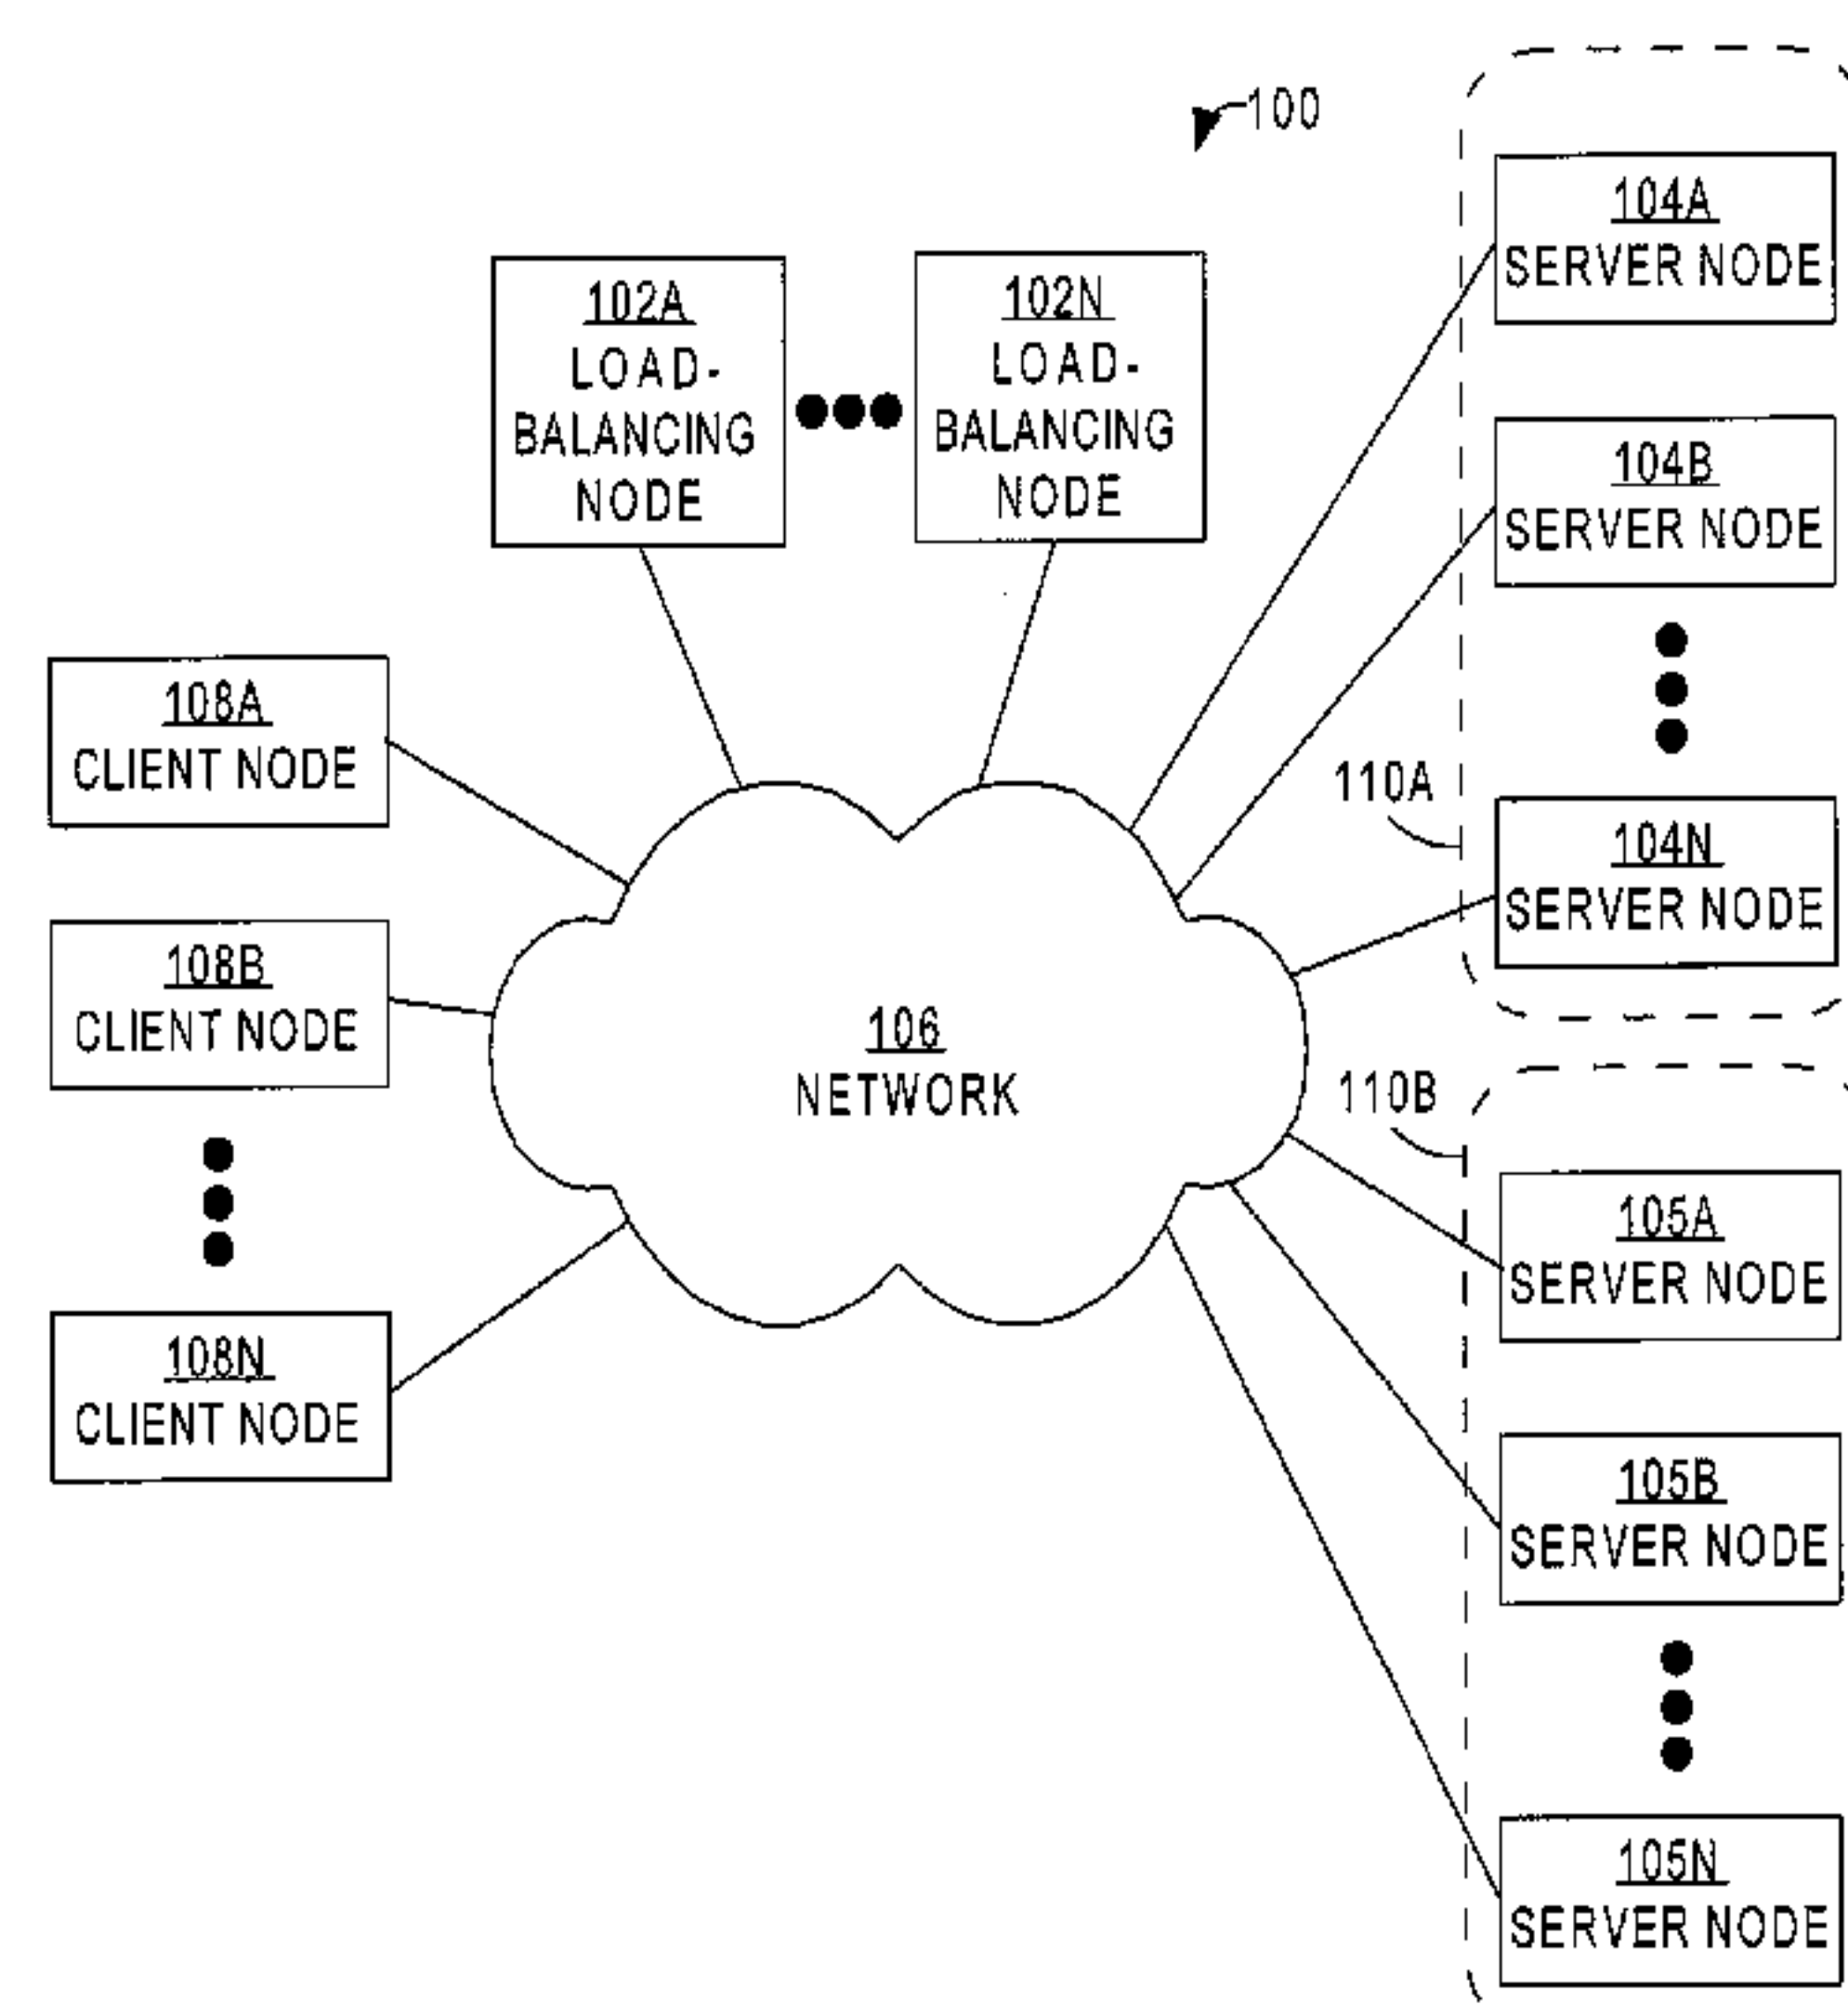 100
104A
SERVER NODE
102A
LOAD-
BALANCING
NODE
102N
LOAD-
BALANCING
NODE
104B
SERVER NODE
108A
CLIENT NODE
110A
104N
SERVER NODE
108B
CLIENT NODE
106
NETWORK
110B
105A
SERVER NODE
108N
CLIENT NODE
105B
SERVER NODE
105N
SERVER NODE